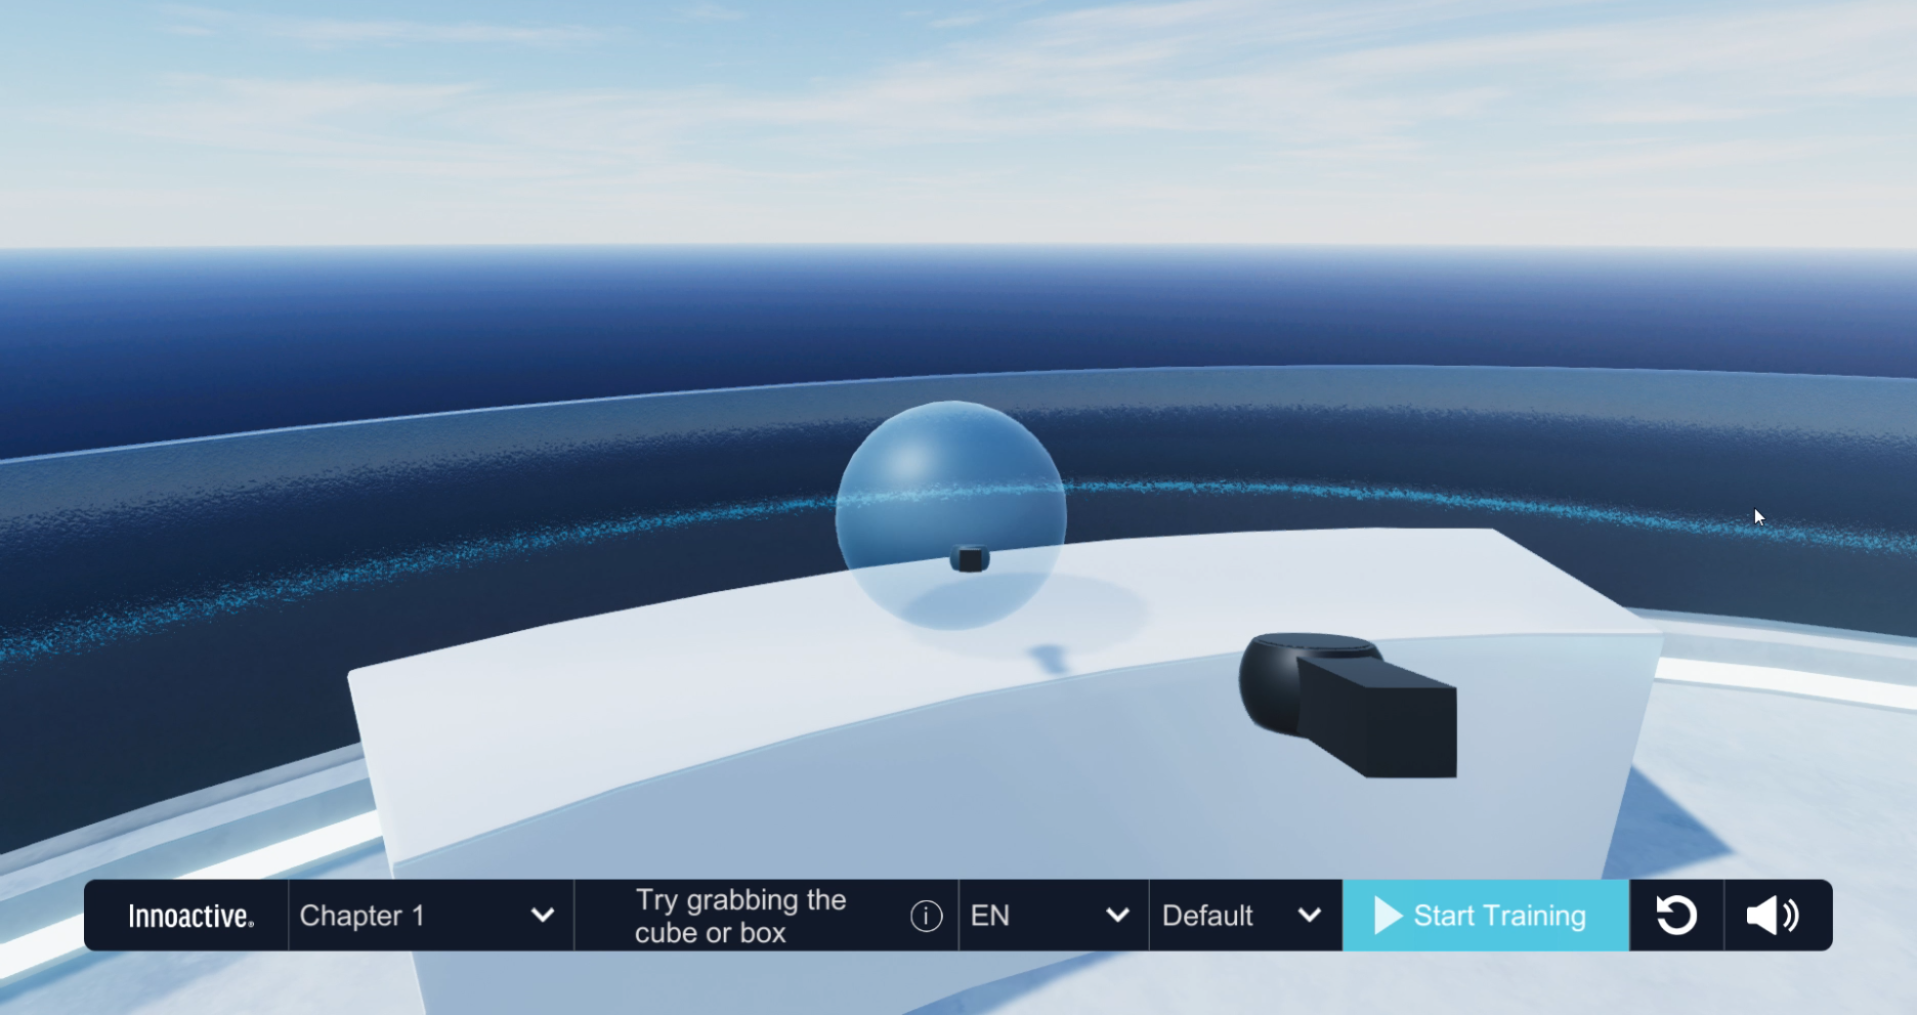 Innoactive®
Chapter 1
Try grabbing the
cube or box
EN
Default
Start Training